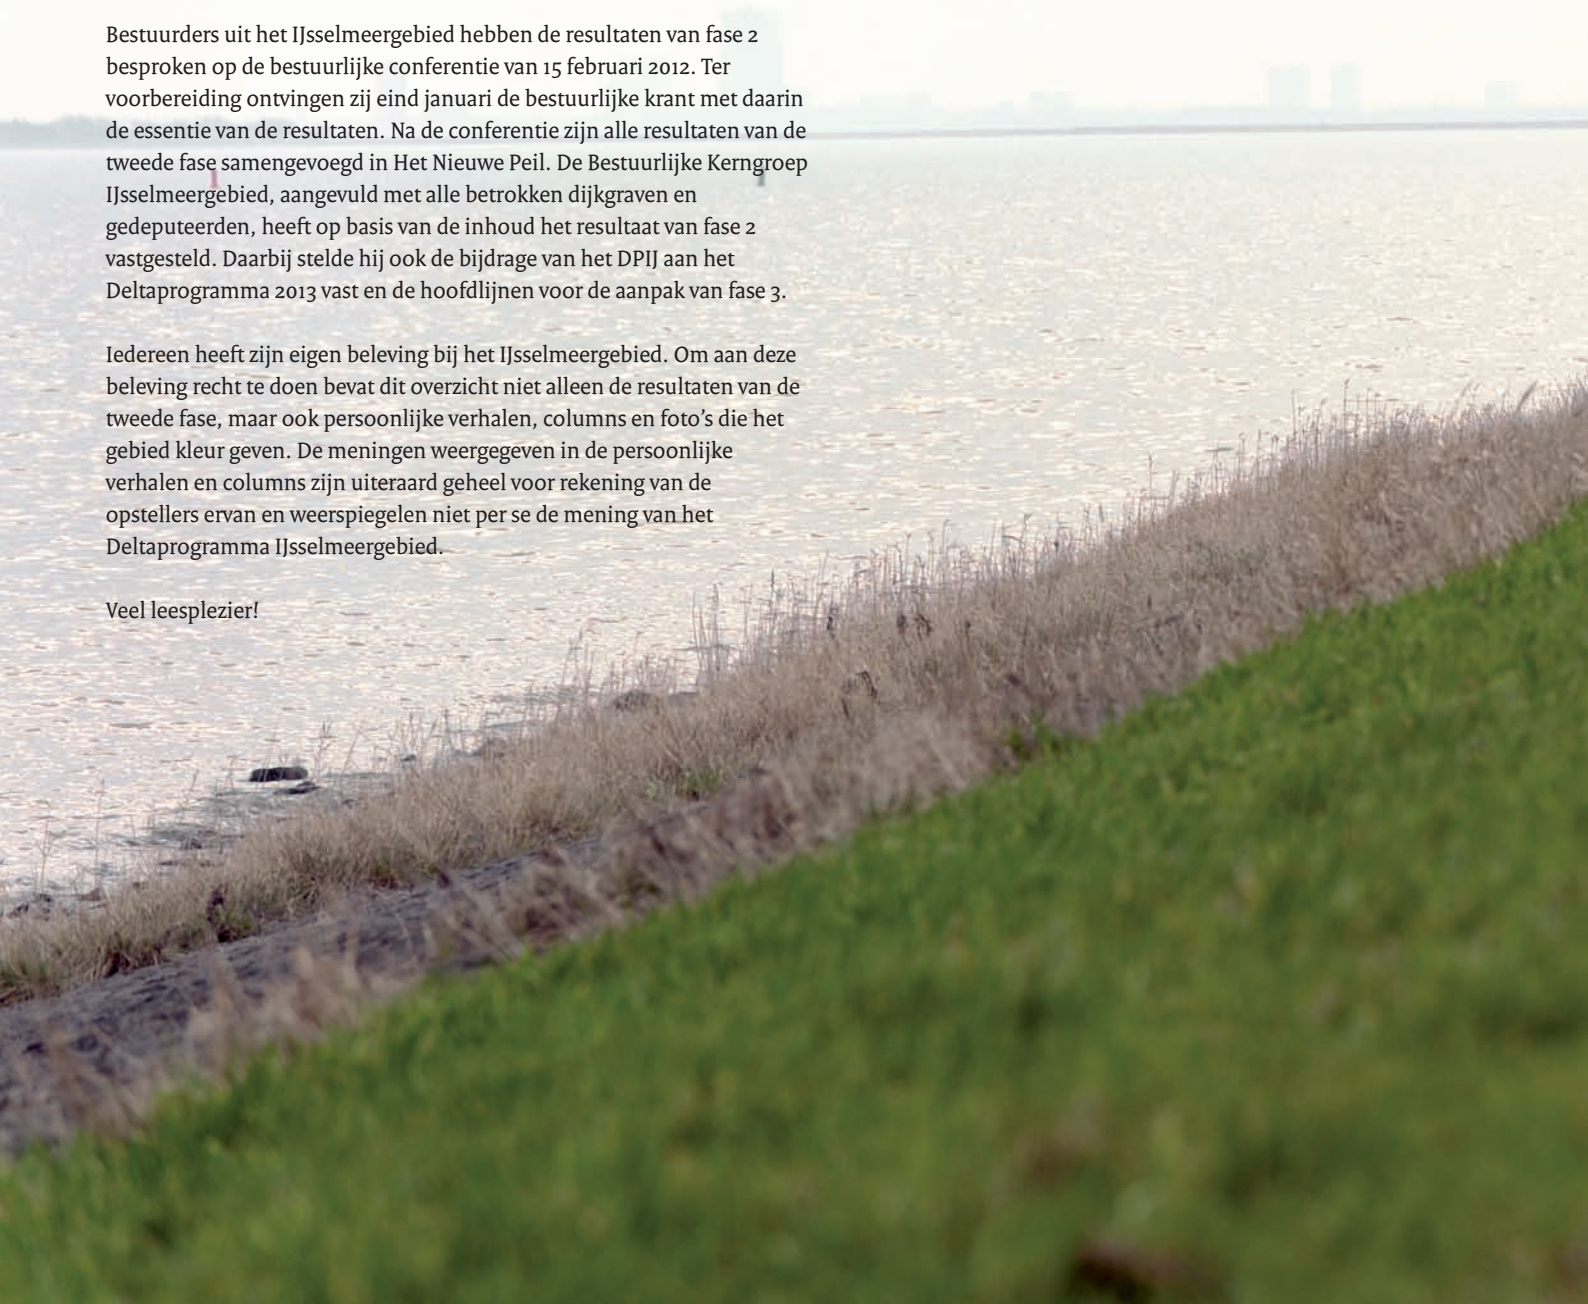 Bestuurders uit het IJsselmeergebied hebben de resultaten van fase 2
besproken op de bestuurlijke conferentie van 15 februari 2012. Ter
voorbereiding ontvingen zij eind januari de bestuurlijke krant met daarin
de essentie van de resultaten. Na de conferentie zijn alle resultaten van de
tweede fase samengevoegd in Het Nieuwe Peil. De Bestuurlijke Kerngroep
IJsselmeergebied, aangevuld met alle betrokken dijkgraven en
gedeputeerden, heeft op basis van de inhoud het resultaat van fase 2
vastgesteld. Daarbij stelde hij ook de bijdrage van het DPIJ aan het
Deltaprogramma 2013 vast en de hoofdlijnen voor de aanpak van fase 3.
Iedereen heeft zijn eigen beleving bij het IJsselmeergebied. Om aan deze
beleving recht te doen bevat dit overzicht niet alleen de resultaten van de
tweede fase, maar ook persoonlijke verhalen, columns en foto’s die het
gebied kleur geven. De meningen weergegeven in de persoonlijke
verhalen en columns zijn uiteraard geheel voor rekening van de
opstellers ervan en weerspiegelen niet per se de mening van het
Deltaprogramma IJsselmeergebied.
Veel leesplezier!